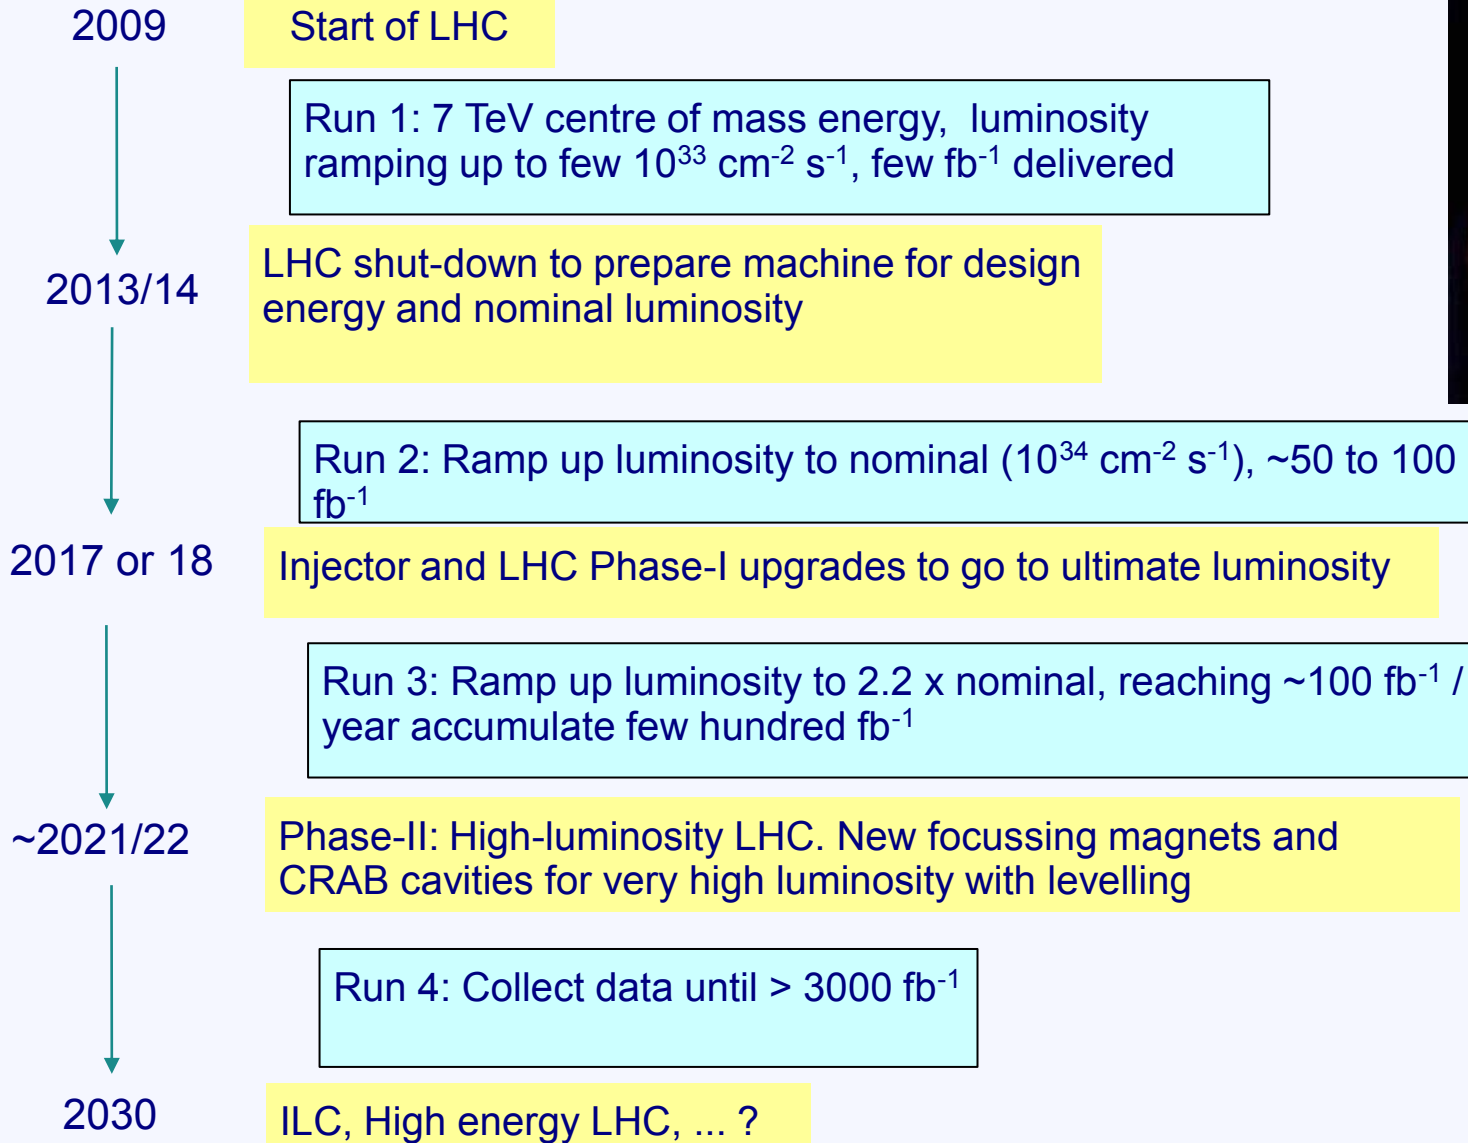 2009
Start of LHC
Run 1: 7 TeV centre of mass energy, luminosity
ramping up to few 10³³ cm⁻² s⁻¹, few fb⁻¹ delivered
2013/14
LHC shut-down to prepare machine for design
energy and nominal luminosity
Run 2: Ramp up luminosity to nominal (10³⁴ cm⁻² s⁻¹), ~50 to 100
fb⁻¹
2017 or 18
Injector and LHC Phase-I upgrades to go to ultimate luminosity
Run 3: Ramp up luminosity to 2.2 x nominal, reaching ~100 fb⁻¹ /
year accumulate few hundred fb⁻¹
~2021/22
Phase-II: High-luminosity LHC. New focussing magnets and
CRAB cavities for very high luminosity with levelling
Run 4: Collect data until > 3000 fb⁻¹
2030
ILC, High energy LHC, ... ?